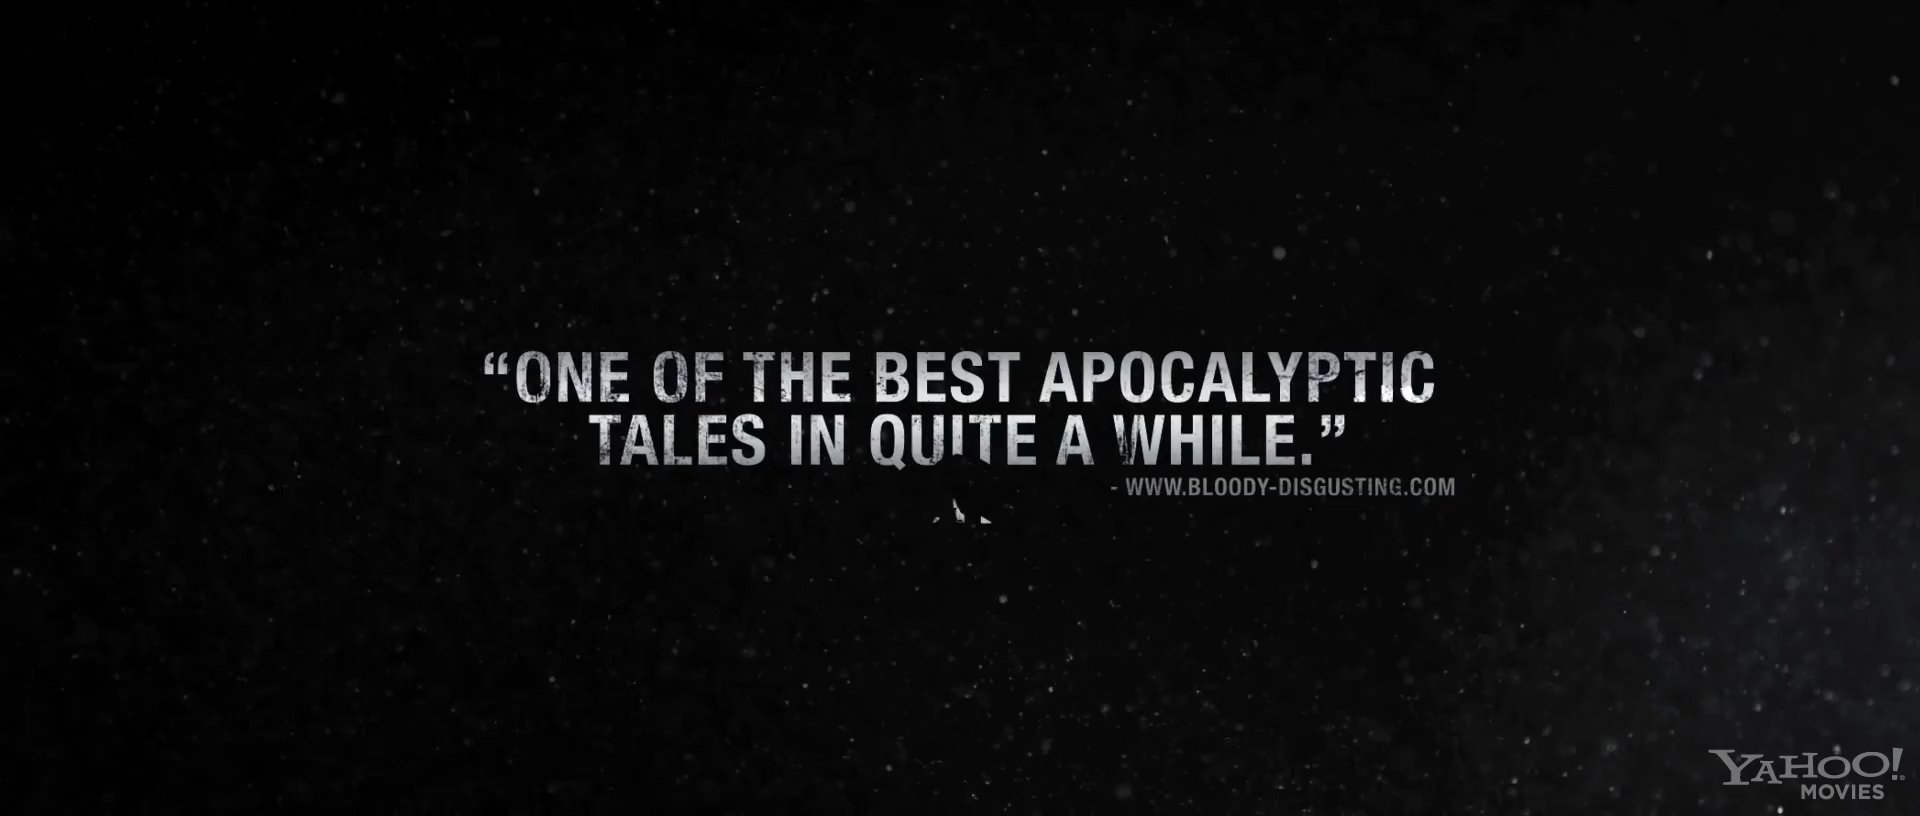 “ONE OF THE BEST APOCALYPTIC
TALES IN QUITE A WHILE.”
- WWW.BLOODY-DISGUSTING.COM
YAHOO!
MOVIES